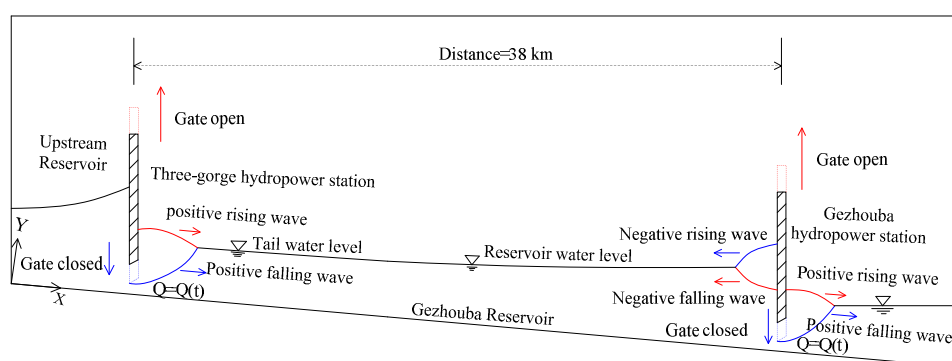 Distance=38 km
Gate open
Upstream
Reservoir
Three-gorge hydropower station
Gate open
positive rising wave
Gezhouba
hydropower station
Y
Tail water level
Reservoir water level
Negative rising wave
Gate closed
Positive falling wave
Positive rising wave
X
Q=Q(t)
Negative falling wave
Gezhouba Reservoir
Gate closed
Positive falling wave
Q=Q(t)